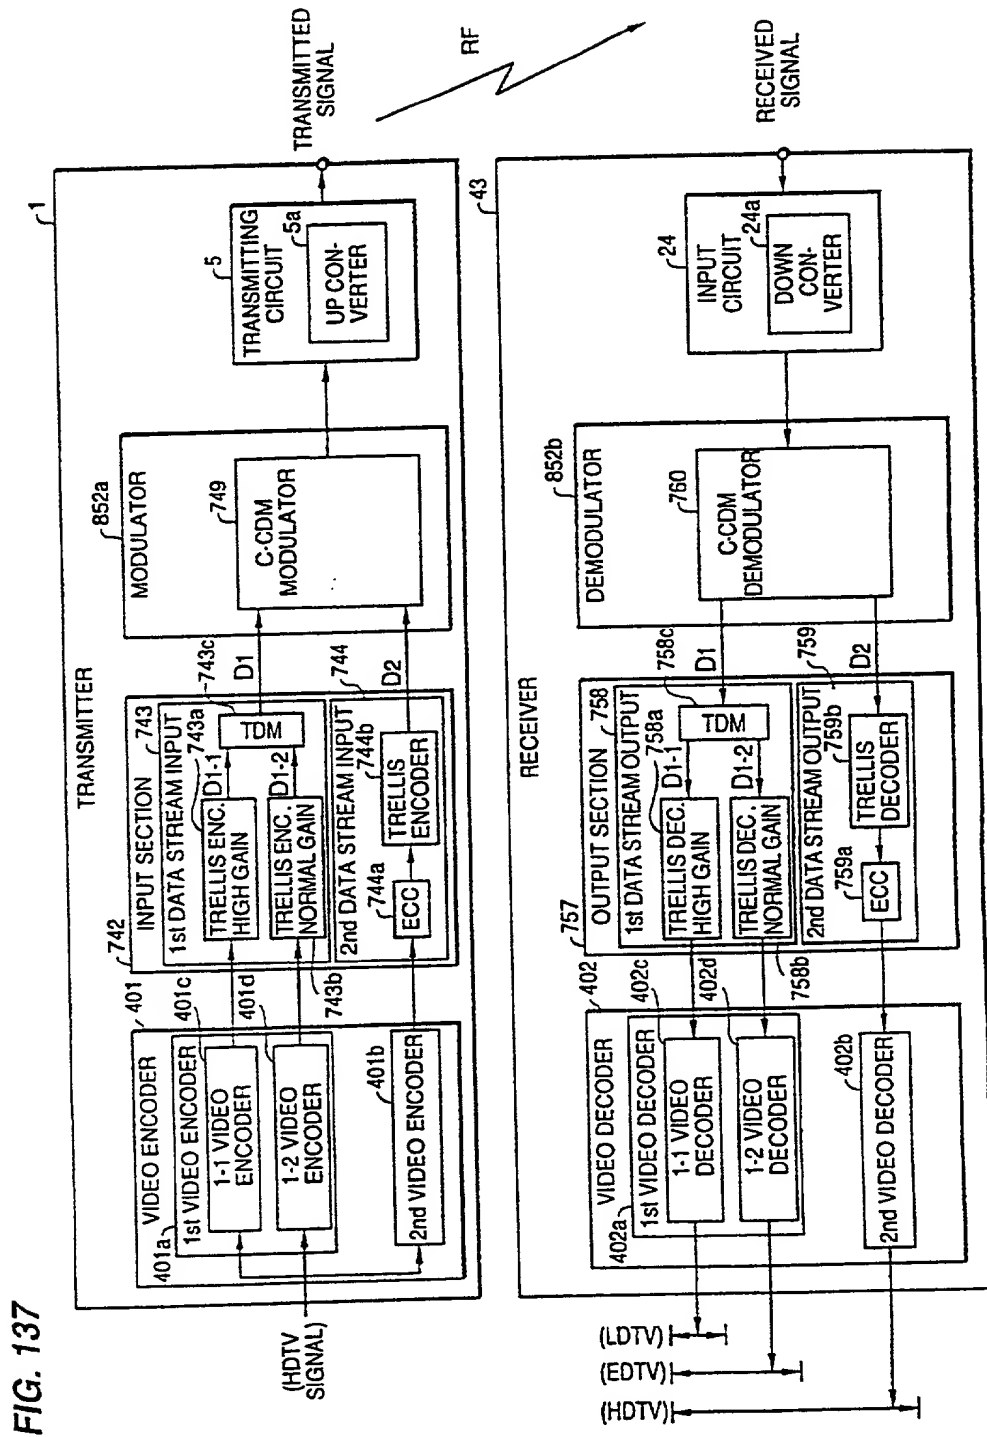 FIG. 137
TRANSMITTER
1
(HDTV
SIGNAL)
VIDEO ENCODER
401
401a
1st VIDEO ENCODER
401c
1-1 VIDEO
ENCODER
401d
1-2 VIDEO
ENCODER
401b
2nd VIDEO ENCODER
742
INPUT SECTION
743
1st DATA STREAM INPUT
743a
TRELLIS ENC.
HIGH GAIN
D1-1
743c
TDM
D1-2
TRELLIS ENC.
NORMAL GAIN
743b
744
2nd DATA STREAM INPUT
744a
744b
ECC
TRELLIS
ENCODER
D1
D2
852a
MODULATOR
749
C-CDM
MODULATOR
5
TRANSMITTING
CIRCUIT
5a
UP CON-
VERTER
TRANSMITTED
SIGNAL
RF
RECEIVER
43
(LDTV)
(EDTV)
(HDTV)
VIDEO DECODER
402
402a
1st VIDEO DECODER
402c
1-1 VIDEO
DECODER
402d
1-2 VIDEO
DECODER
402b
2nd VIDEO DECODER
757
OUTPUT SECTION
758
1st DATA STREAM OUTPUT
758a
TRELLIS DEC.
HIGH GAIN
D1-1
758c
TDM
D1-2
TRELLIS DEC.
NORMAL GAIN
758b
759
2nd DATA STREAM OUTPUT
759a
759b
ECC
TRELLIS
DECODER
D1
D2
852b
DEMODULATOR
760
C-CDM
DEMODULATOR
24
INPUT
CIRCUIT
24a
DOWN
CON-
VERTER
RECEIVED
SIGNAL